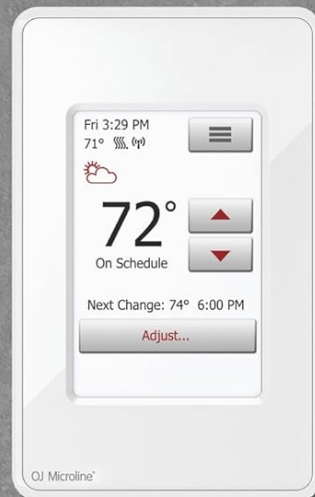 Fri 3:29 PM
71°
72°
On Schedule
Next Change: 74° 6:00 PM
Adjust...
OJ Microline®